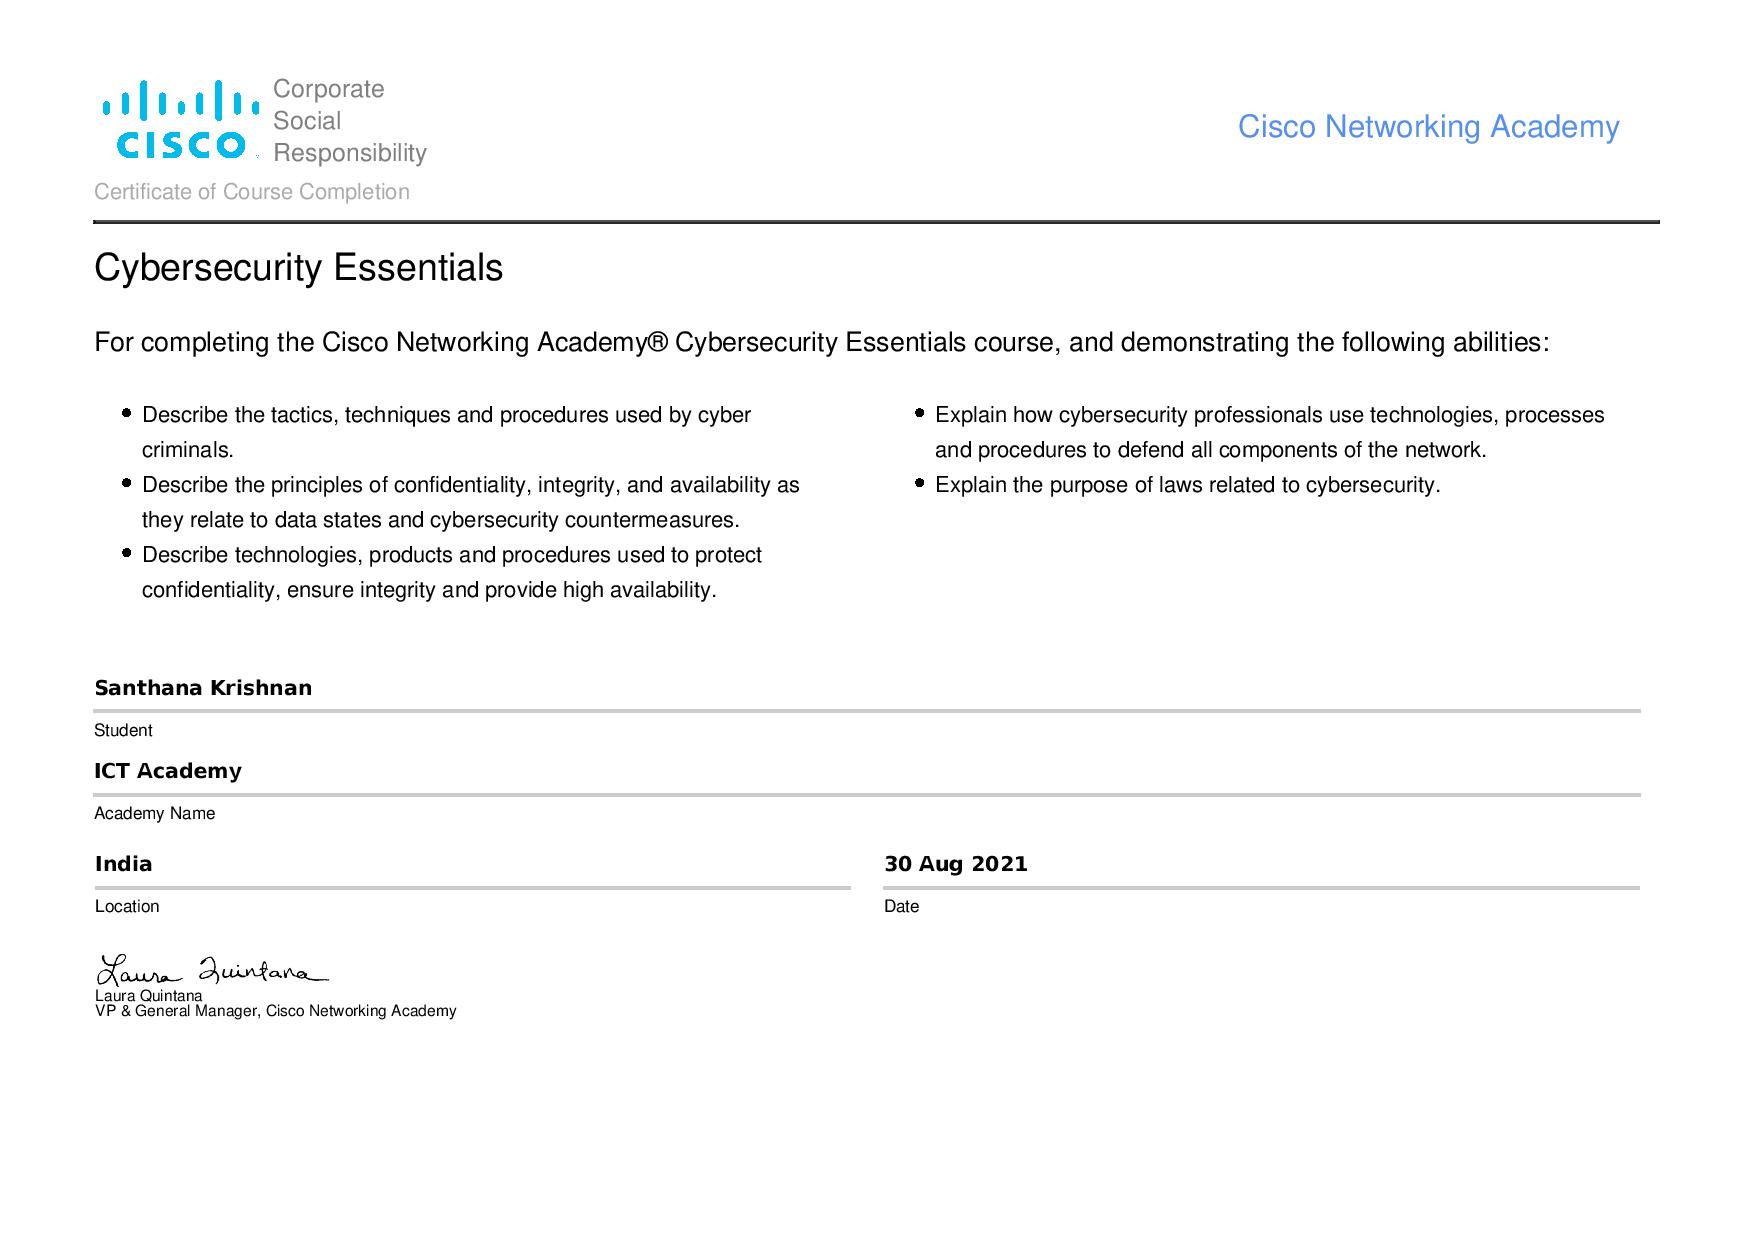 CISCO
Corporate
Social
Responsibility
Cisco Networking Academy
Certificate of Course Completion
Cybersecurity Essentials
For completing the Cisco Networking Academy® Cybersecurity Essentials course, and demonstrating the following abilities:
• Describe the tactics, techniques and procedures used by cyber
criminals.
• Describe the principles of confidentiality, integrity, and availability as
they relate to data states and cybersecurity countermeasures.
• Describe technologies, products and procedures used to protect
confidentiality, ensure integrity and provide high availability.
• Explain how cybersecurity professionals use technologies, processes
and procedures to defend all components of the network.
• Explain the purpose of laws related to cybersecurity.
Santhana Krishnan
Student
ICT Academy
Academy Name
India
Location
30 Aug 2021
Date
Laura Quintana
Laura Quintana
VP & General Manager, Cisco Networking Academy